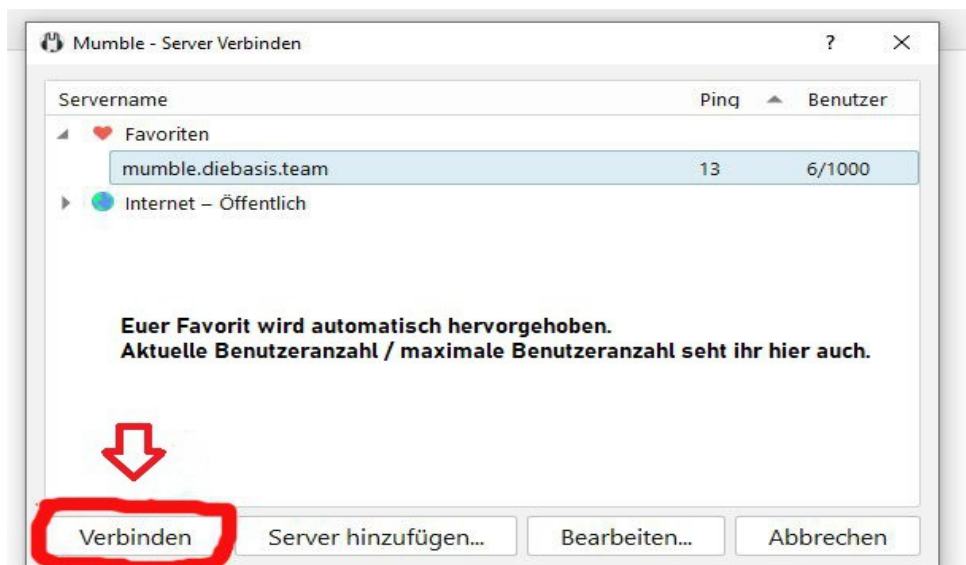 Mumble - Server Verbinden ?
Servername Ping Benutzer
Favoriten
mumble.diebasis.team 13 6/1000
Internet – Öffentlich
Euer Favorit wird automatisch hervorgehoben.
Aktuelle Benutzeranzahl / maximale Benutzeranzahl seht ihr hier auch.
Verbinden Server hinzufügen... Bearbeiten... Abbrechen